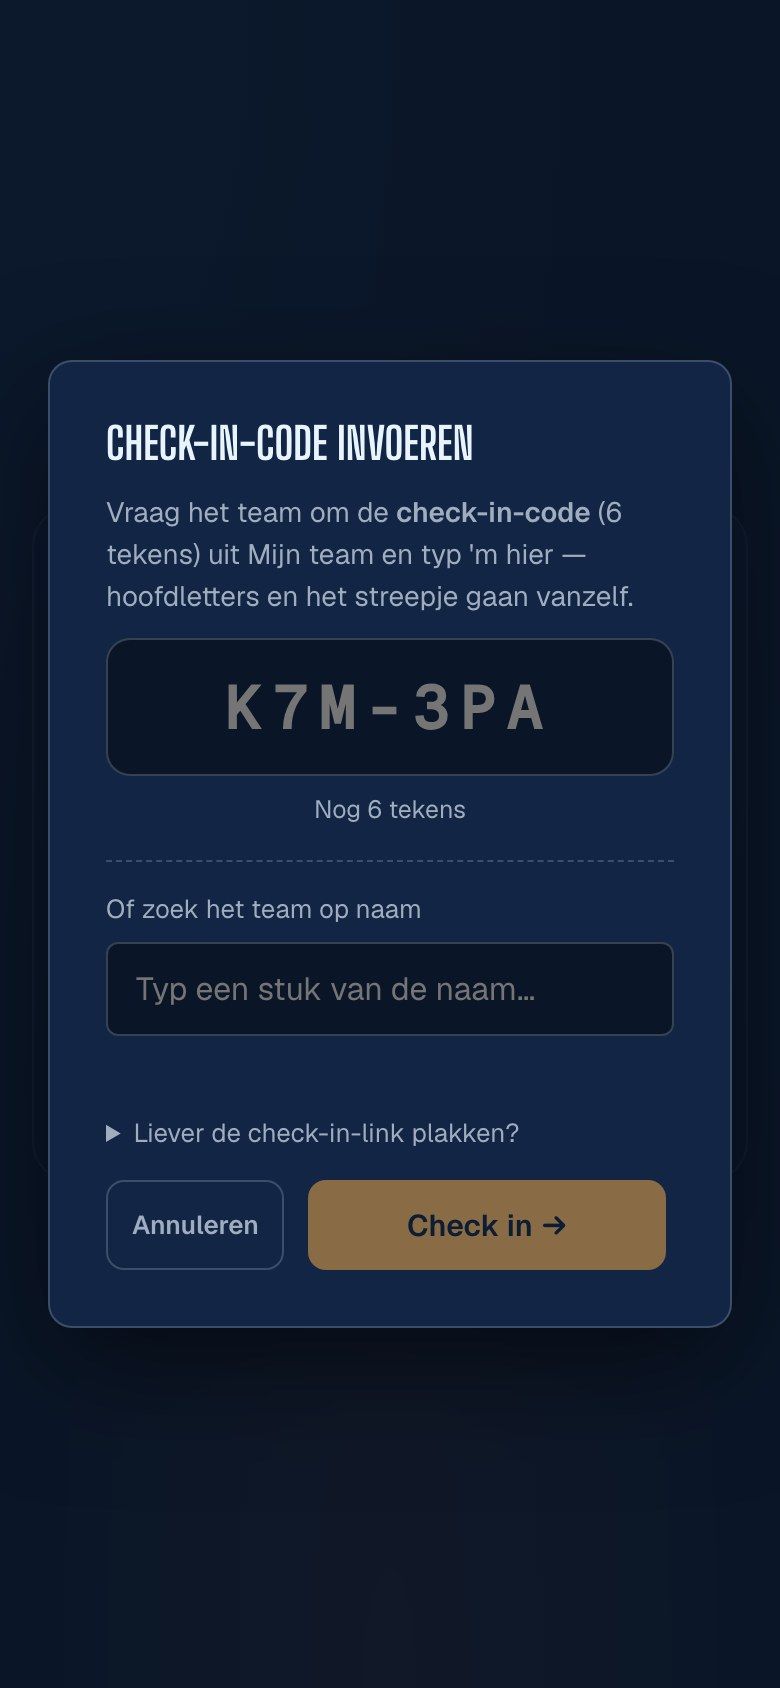 CHECK-IN-CODE INVOEREN
Vraag het team om de check-in-code (6
tekens) uit Mijn team en typ 'm hier —
hoofdletters en het streepje gaan vanzelf.
K7M-3PA
Nog 6 tekens
Of zoek het team op naam
Typ een stuk van de naam…
▶ Liever de check-in-link plakken?
Annuleren
Check in →